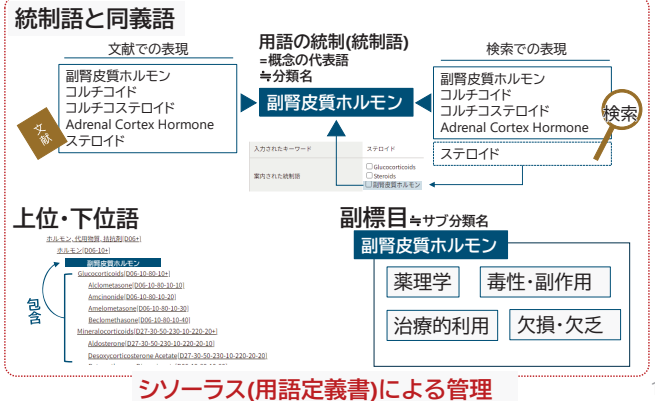 統制語と同義語
文献での表現
副腎皮質ホルモン
コルチコイド
コルチコステロイド
Adrenal Cortex Hormone
ステロイド
文献
用語の統制(統制語)
=概念の代表語
≒分類名
副腎皮質ホルモン
入力されたキーワード
ステロイド
案内された統制語
Glucocorticoids
Steroids
副腎皮質ホルモン
検索での表現
副腎皮質ホルモン
コルチコイド
コルチコステロイド
Adrenal Cortex Hormone
ステロイド
検索
上位・下位語
ホルモン,代用物質,拮抗剤[D06+]
ホルモン[D06-10+]
副腎皮質ホルモン
Glucocorticoids[D06-10-80-10+]
Alclometasone[D06-10-80-10-10]
Amcinonide[D06-10-80-10-20]
Amelometasone[D06-10-80-10-30]
Beclomethasone[D06-10-80-10-40]
Mineralocorticoids[D27-30-50-230-10-220-20+]
Aldosterone[D27-30-50-230-10-220-20-10]
Desoxycorticosterone Acetate[D27-30-50-230-10-220-20-20]
包含
副標目≒サブ分類名
副腎皮質ホルモン
薬理学
毒性・副作用
治療的利用
欠損・欠乏
シソーラス(用語定義書)による管理